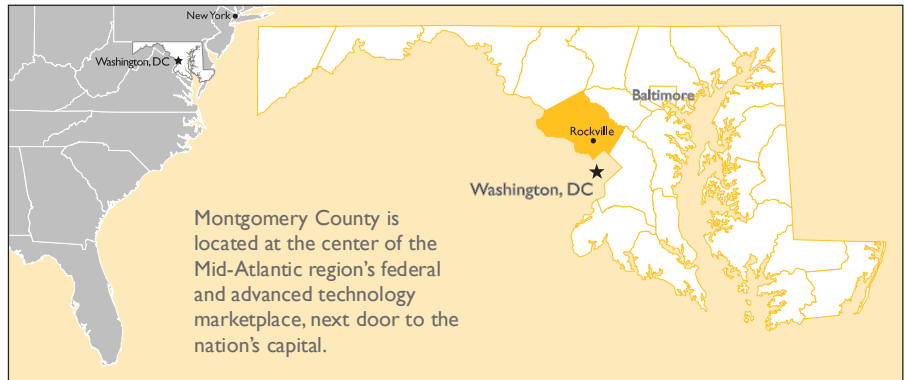 New York
Washington, DC
Baltimore
Rockville
Washington, DC
Montgomery County is
located at the center of the
Mid-Atlantic region’s federal
and advanced technology
marketplace, next door to the
nation’s capital.